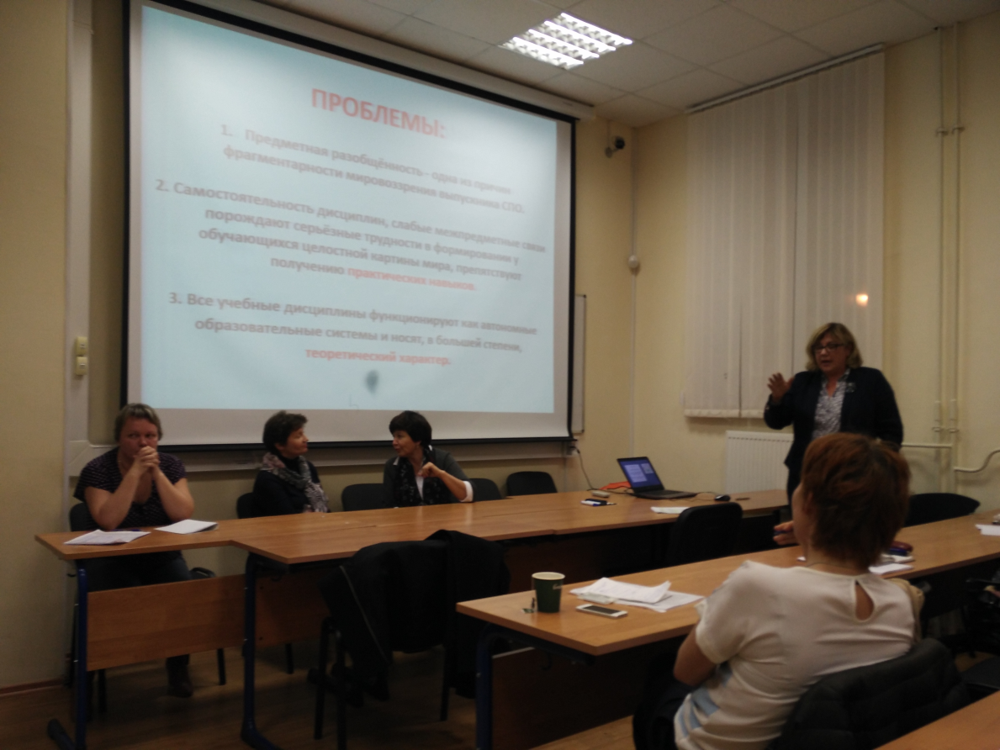 ПРОБЛЕМЫ:
1. Предметная разобщённость - одна из причин
фрагментарности мировоззрения выпускника СПО.
2. Самостоятельность дисциплин, слабые межпредметные связи
порождают серьёзные трудности в формировании у
обучающихся целостной картины мира, препятствуют
получению практических навыков.
3. Все учебные дисциплины функционируют как автономные
образовательные системы и носят, в большей степени,
теоретический характер.